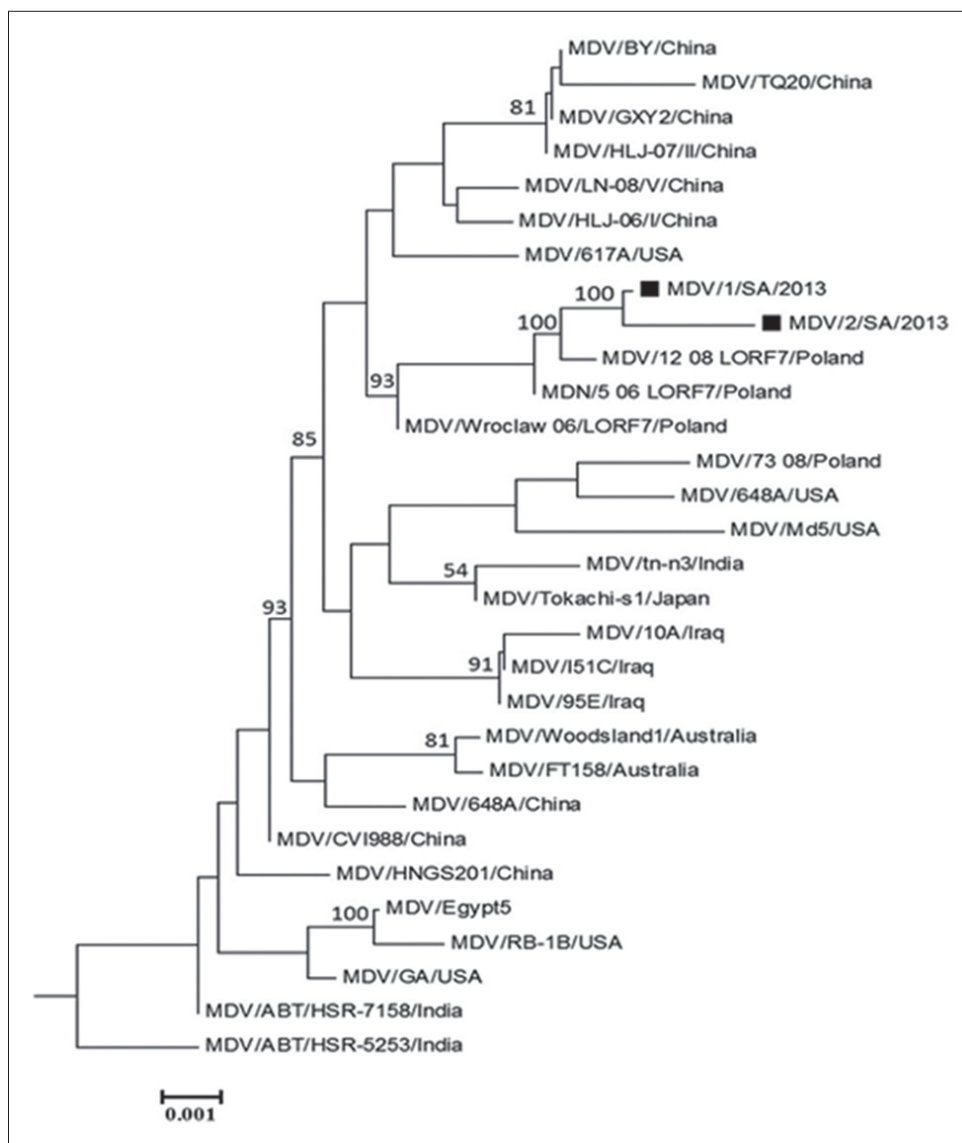 MDV/BY/China
MDV/TQ20/China
81
MDV/GXY2/China
MDV/HLJ-07/II/China
MDV/LN-08/V/China
MDV/HLJ-06/I/China
MDV/617A/USA
100
MDV/1/SA/2013
100
MDV/2/SA/2013
MDV/12 08 LORF7/Poland
93
MDN/5 06 LORF7/Poland
MDV/Wroclaw 06/LORF7/Poland
85
MDV/73 08/Poland
MDV/648A/USA
MDV/Md5/USA
54
MDV/tn-n3/India
MDV/Tokachi-s1/Japan
93
MDV/10A/Iraq
91
MDV/I51C/Iraq
MDV/95E/Iraq
81
MDV/Woodsland1/Australia
MDV/FT158/Australia
MDV/648A/China
MDV/CVI988/China
MDV/HNGS201/China
100
MDV/Egypt5
MDV/RB-1B/USA
MDV/GA/USA
MDV/ABT/HSR-7158/India
MDV/ABT/HSR-5253/India
0.001